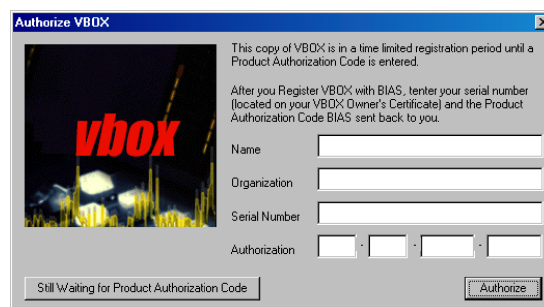 Authorize VBOX
This copy of VBOX is in a time limited registration period until a
Product Authorization Code is entered.
After you Register VBOX with BIAS, tenter your serial number
(located on your VBOX Owner's Certificate) and the Product
Authorization Code BIAS sent back to you.
vbox
Name
Organization
Serial Number
Authorization - - -
Still Waiting for Product Authorization Code
Authorize